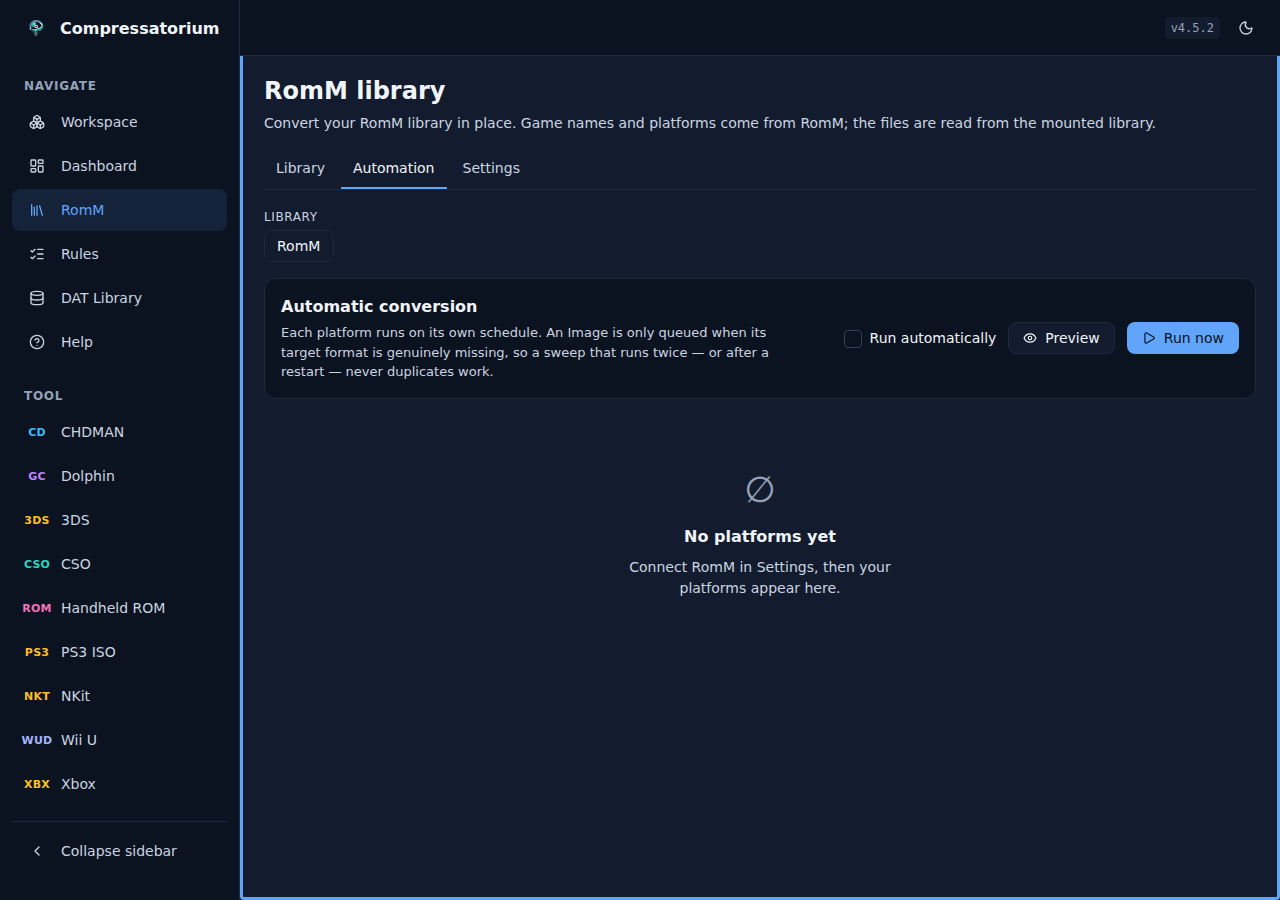 Compressatorium
v4.5.2
NAVIGATE
Workspace
Dashboard
RomM
Rules
DAT Library
Help
TOOL
CD CHDMAN
GC Dolphin
3DS 3DS
CSO CSO
ROM Handheld ROM
PS3 PS3 ISO
NKT NKit
WUD Wii U
XBX Xbox
Collapse sidebar
RomM library
Convert your RomM library in place. Game names and platforms come from RomM; the files are read from the mounted library.
Library Automation Settings
LIBRARY
RomM
Automatic conversion
Each platform runs on its own schedule. An Image is only queued when its
target format is genuinely missing, so a sweep that runs twice — or after a
restart — never duplicates work.
Run automatically Preview Run now
No platforms yet
Connect RomM in Settings, then your
platforms appear here.